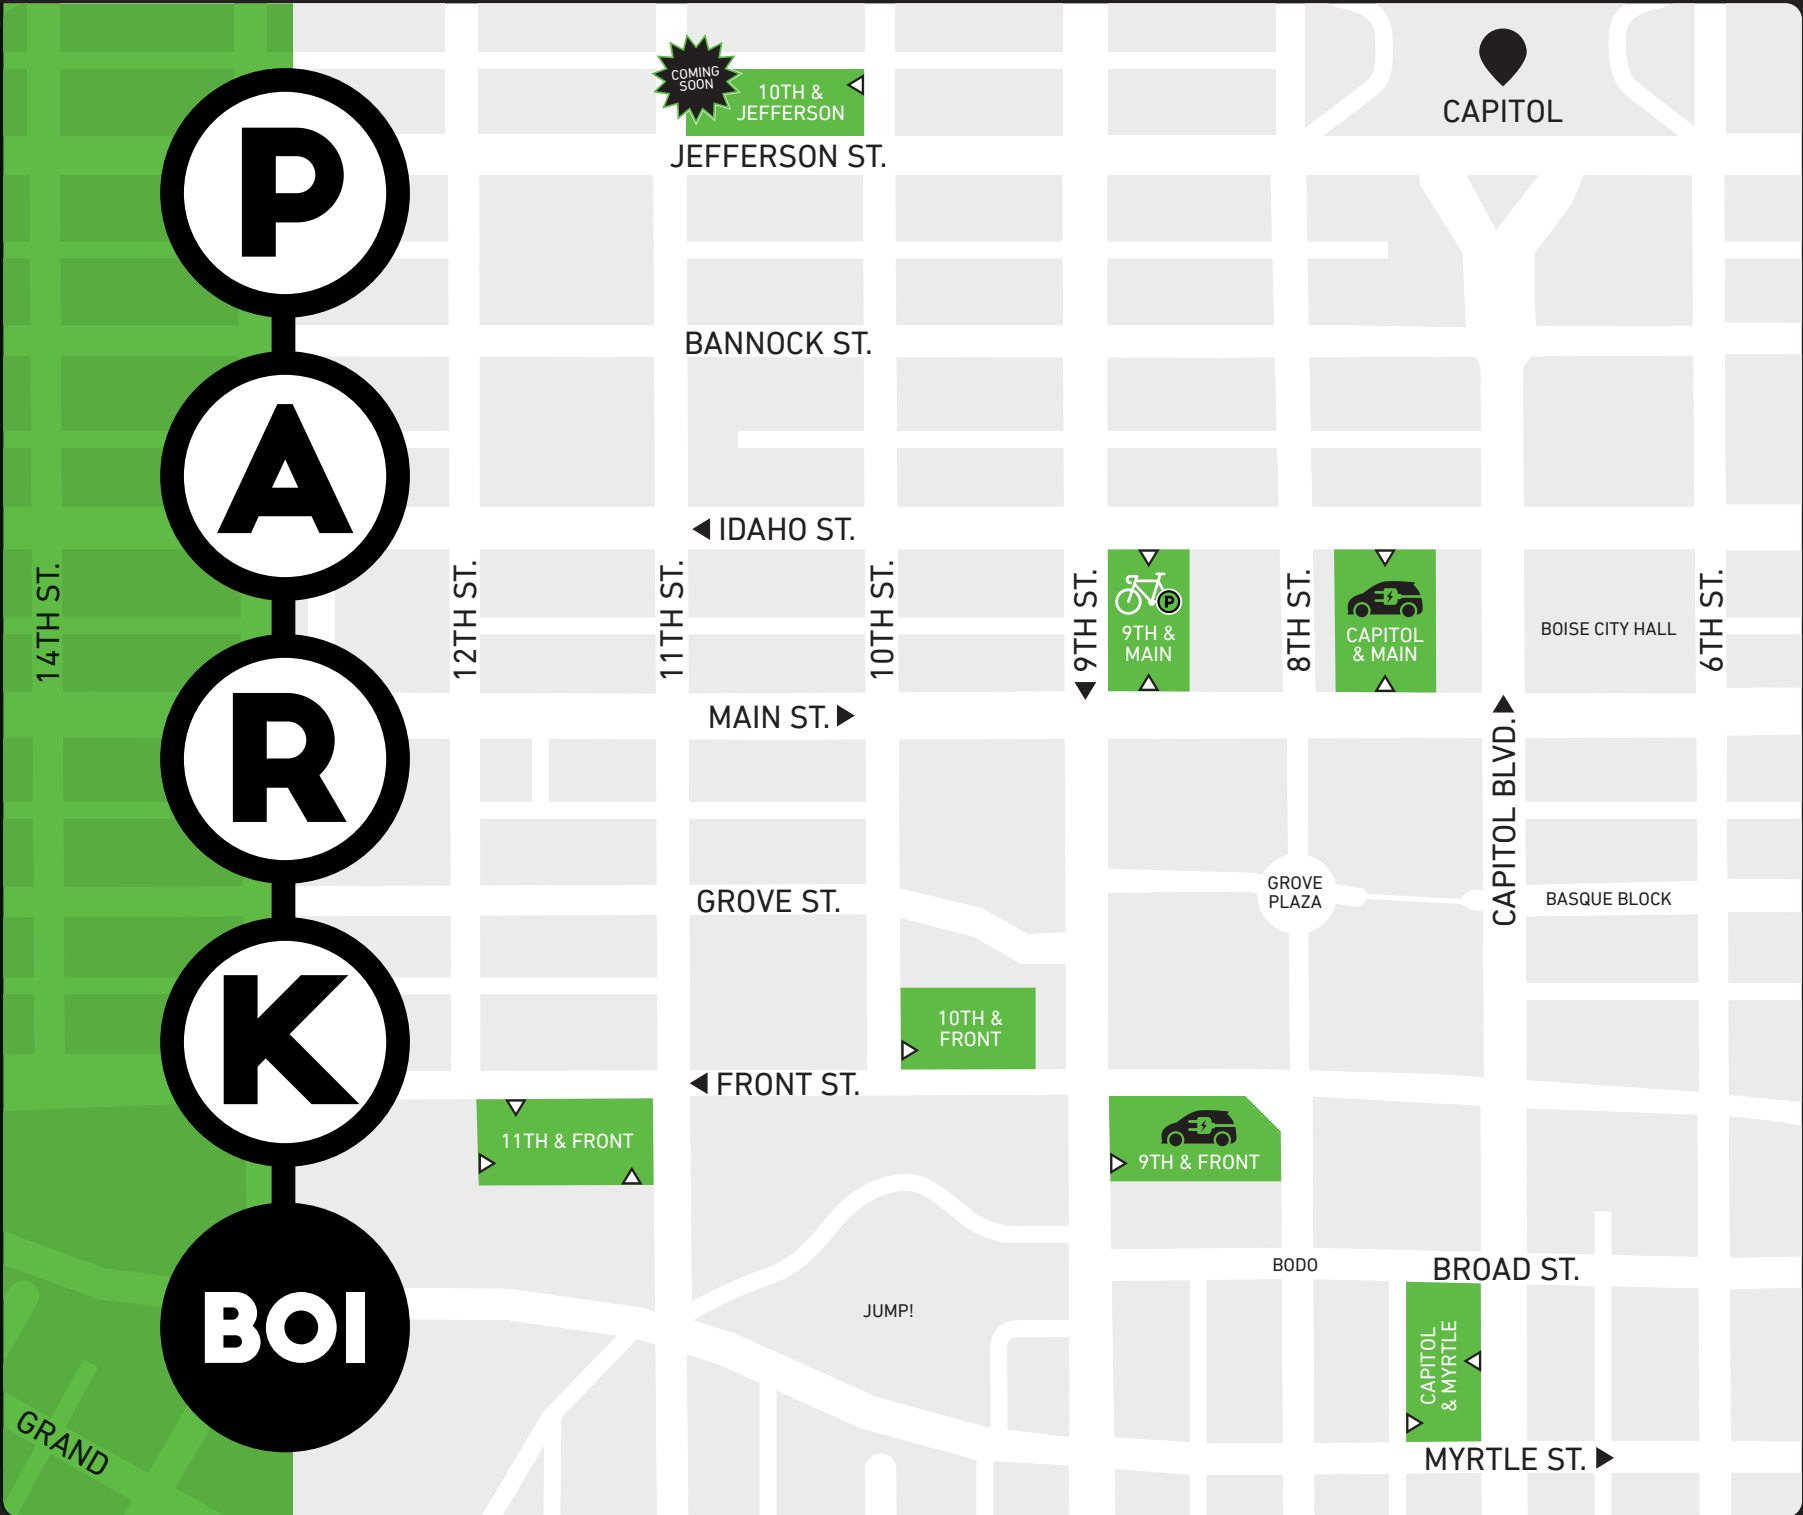 P
A
R
K
BOI
COMING
SOON
10TH &
JEFFERSON
CAPITOL
JEFFERSON ST.
BANNOCK ST.
IDAHO ST.
14TH ST.
12TH ST.
11TH ST.
10TH ST.
9TH ST.
P
9TH &
MAIN
8TH ST.
CAPITOL
& MAIN
BOISE CITY HALL
6TH ST.
MAIN ST.
CAPITOL BLVD.
GROVE ST.
GROVE
PLAZA
BASQUE BLOCK
10TH &
FRONT
FRONT ST.
11TH & FRONT
9TH & FRONT
BODO
BROAD ST.
JUMP!
CAPITOL
& MYRTLE
GRAND
MYRTLE ST.